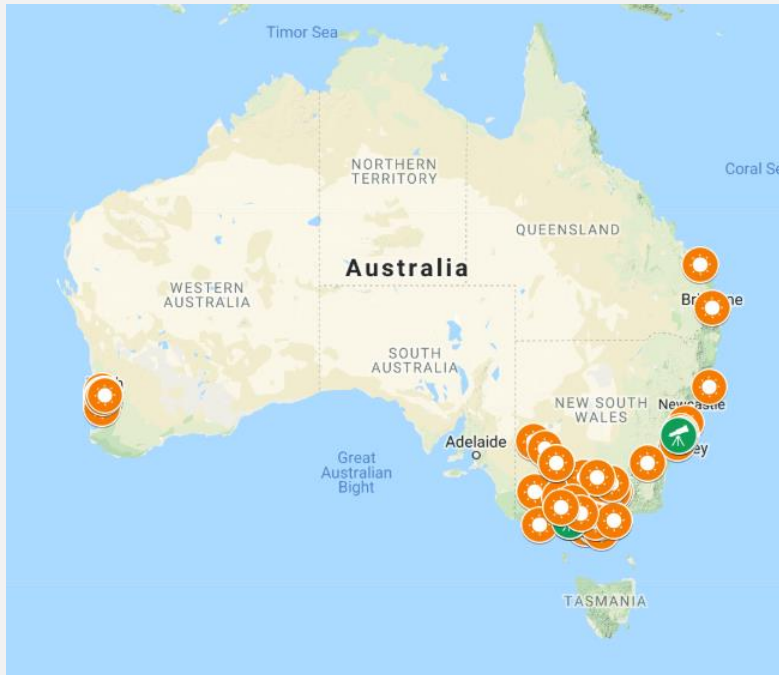 Timor Sea
NORTHERN
TERRITORY
Coral Se
QUEENSLAND
Australia
WESTERN
AUSTRALIA
SOUTH
AUSTRALIA
NEW SOUTH
WALES
Adelaide
Great
Australian
Bight
TASMANIA